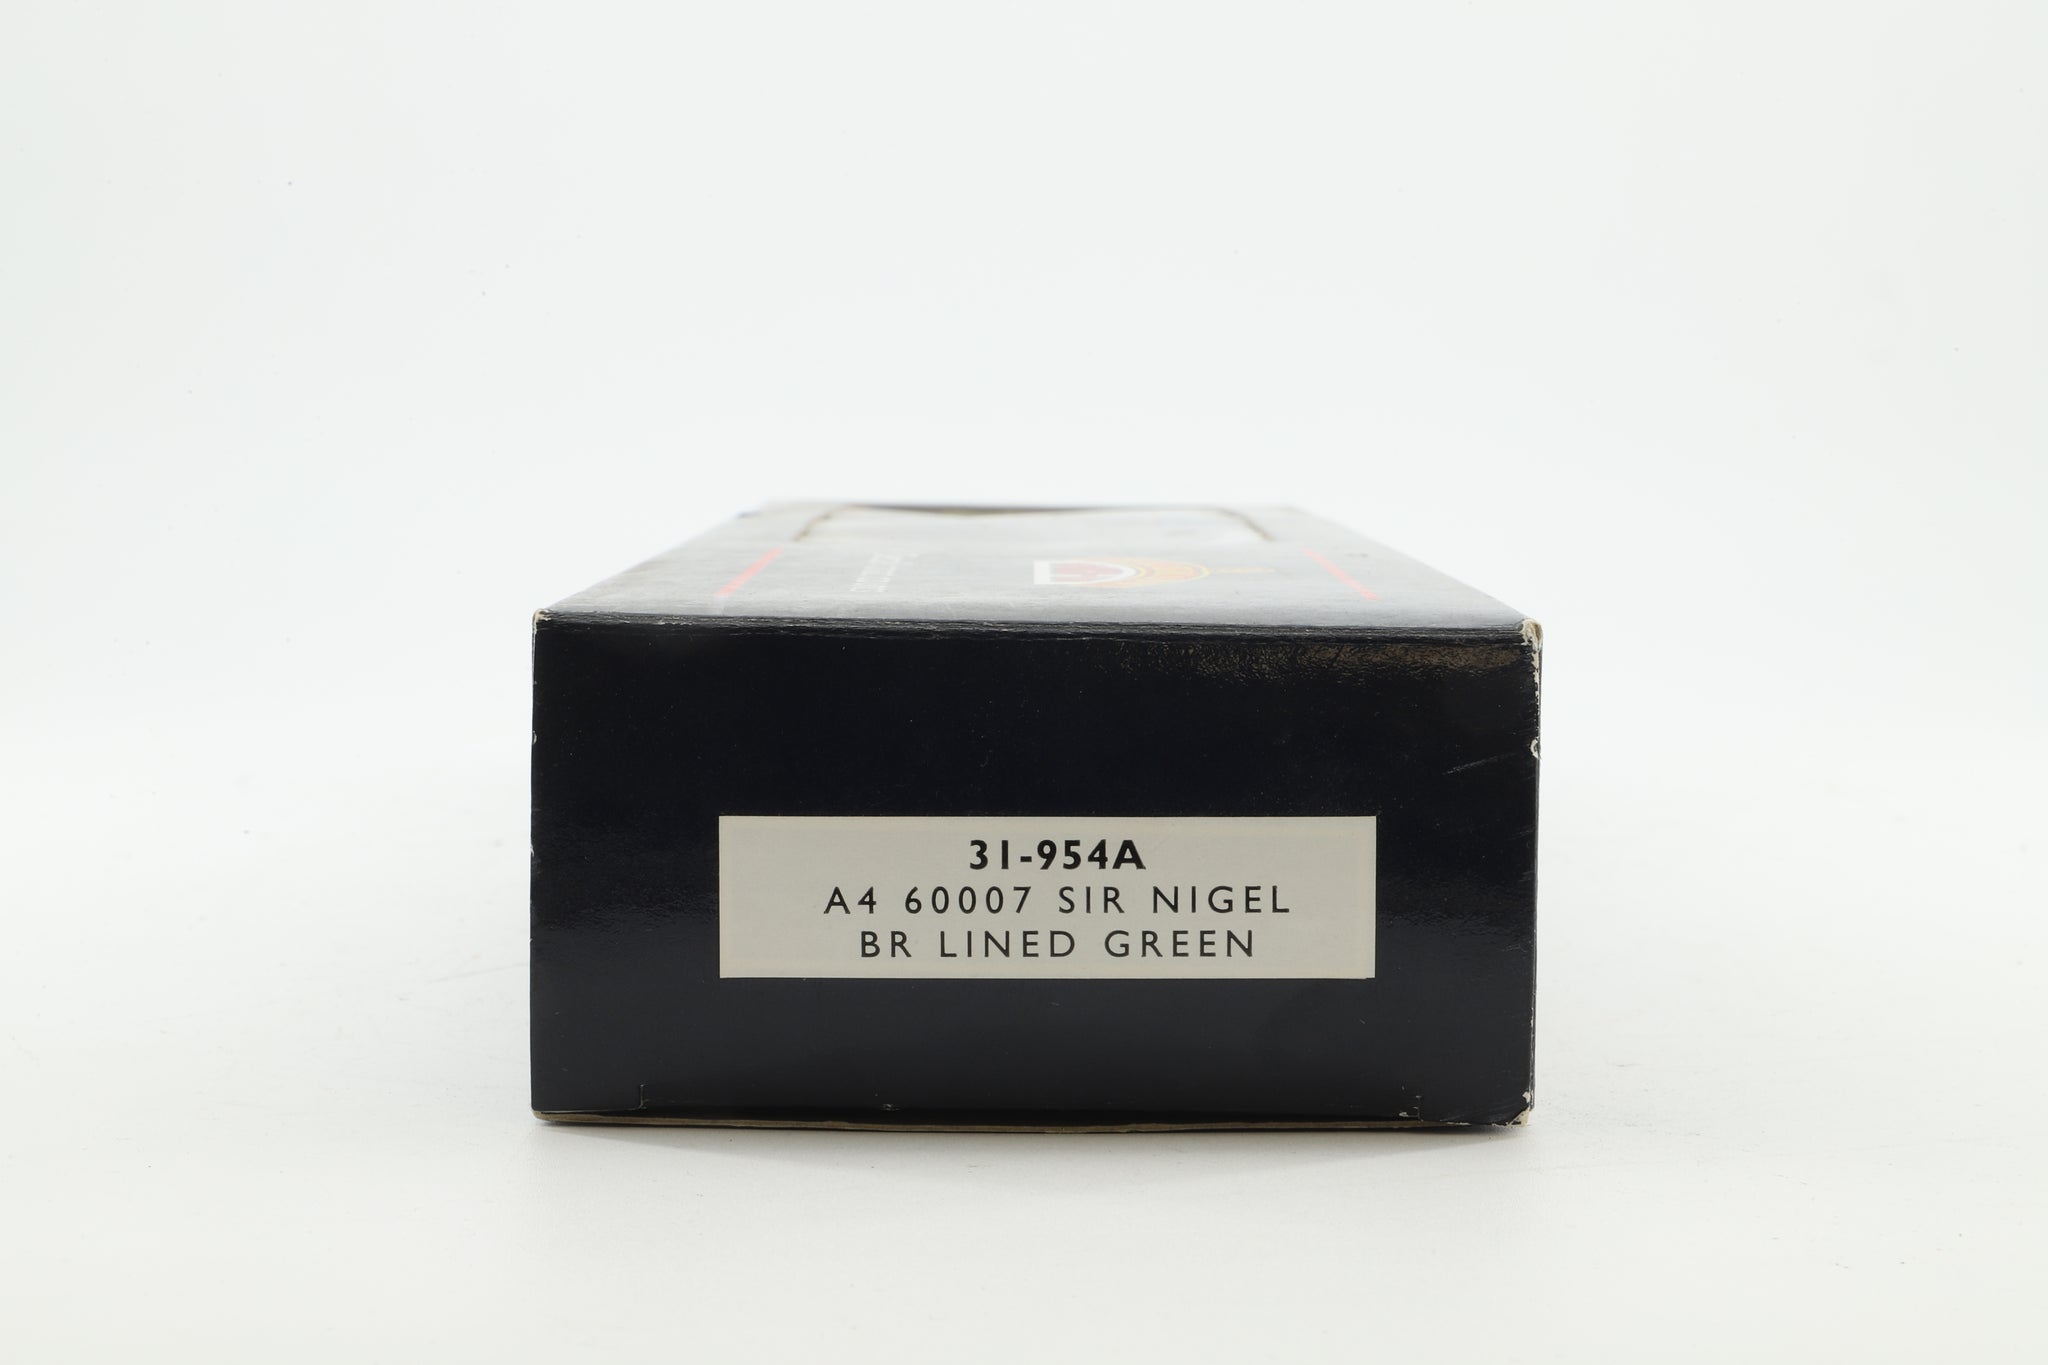 31-954A
A4 60007 SIR NIGEL
BR LINED GREEN